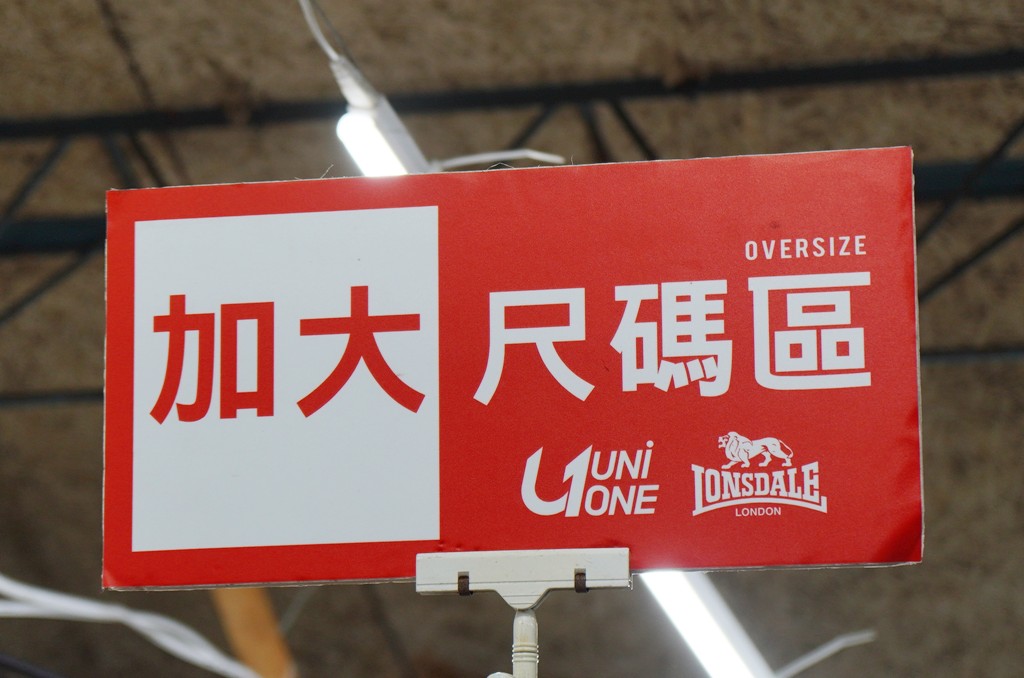 OVERSIZE
加大尺碼區
UNi
ONE
LONSDALE
LONDON